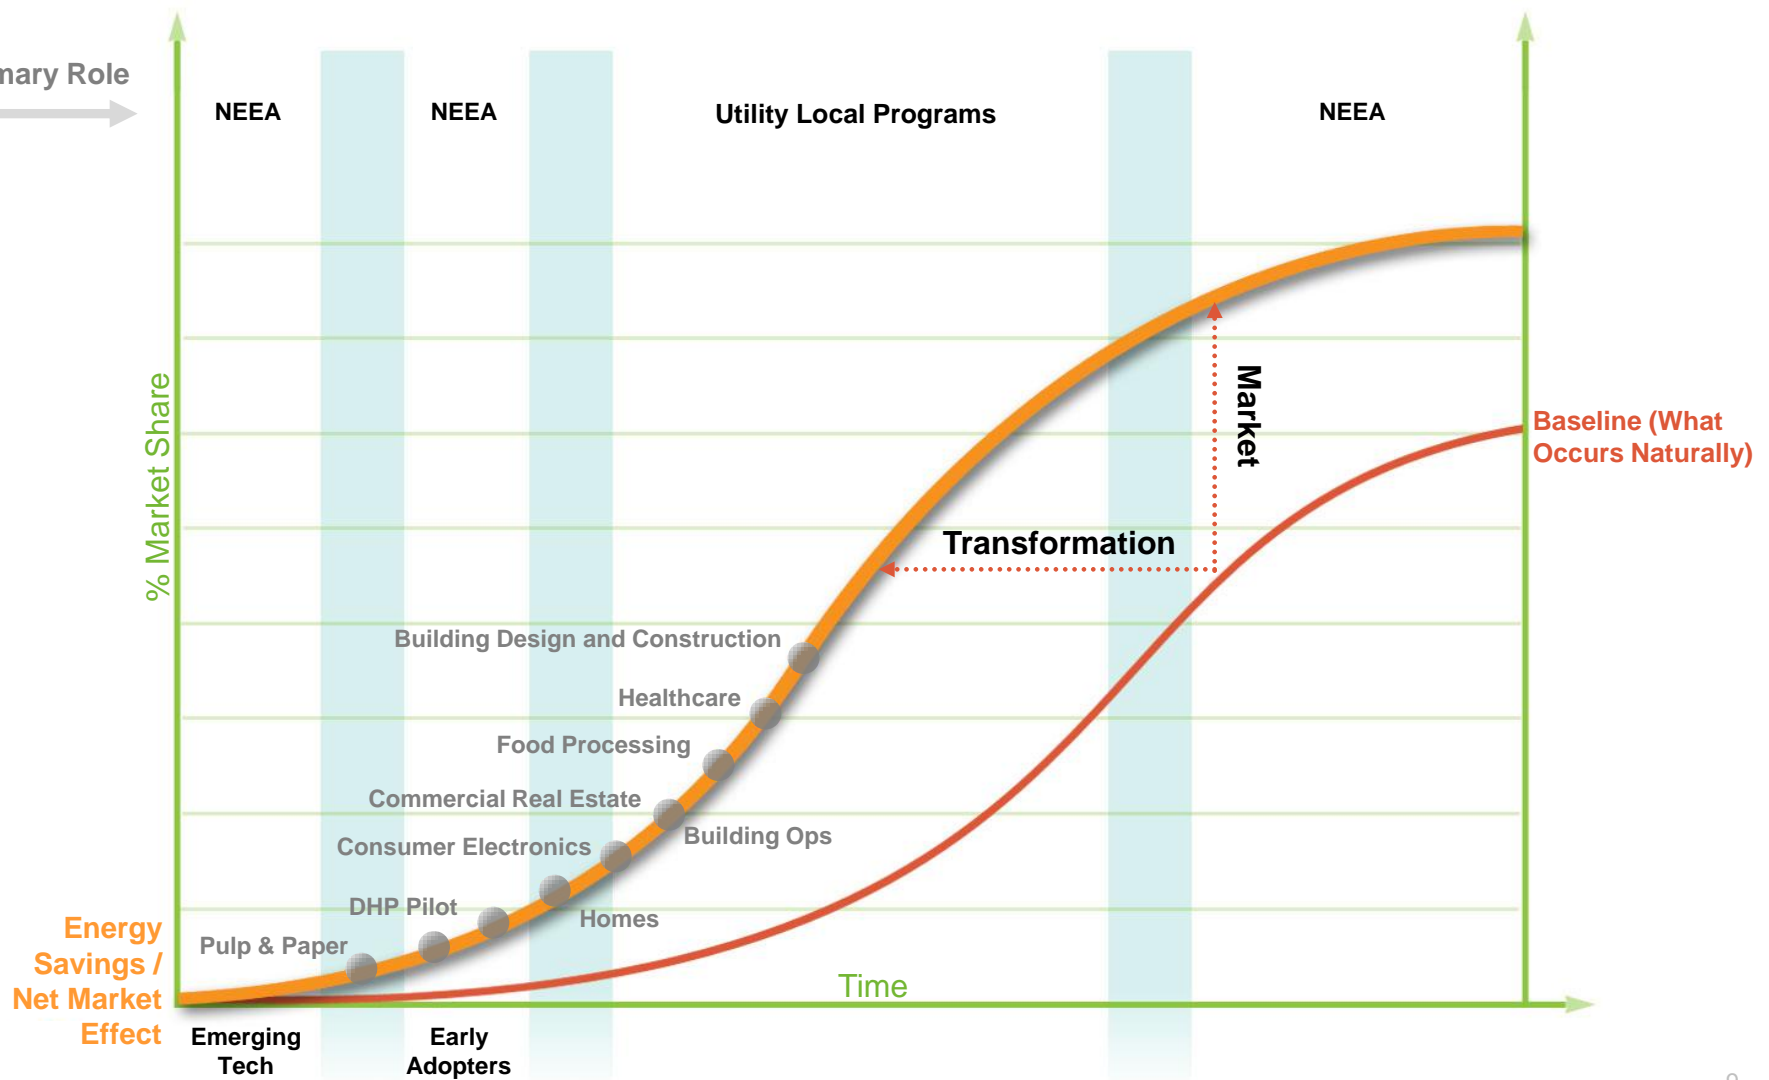 Role
NEEA
NEEA
Utility Local Programs
NEEA
% Market Share
Market
Baseline (What
Occurs Naturally)
Transformation
Building Design and Construction
Healthcare
Food Processing
Commercial Real Estate
Building Ops
Consumer Electronics
DHP Pilot
Homes
Pulp & Paper
Energy
Savings /
Net Market
Effect
Time
Emerging
Tech
Early
Adopters